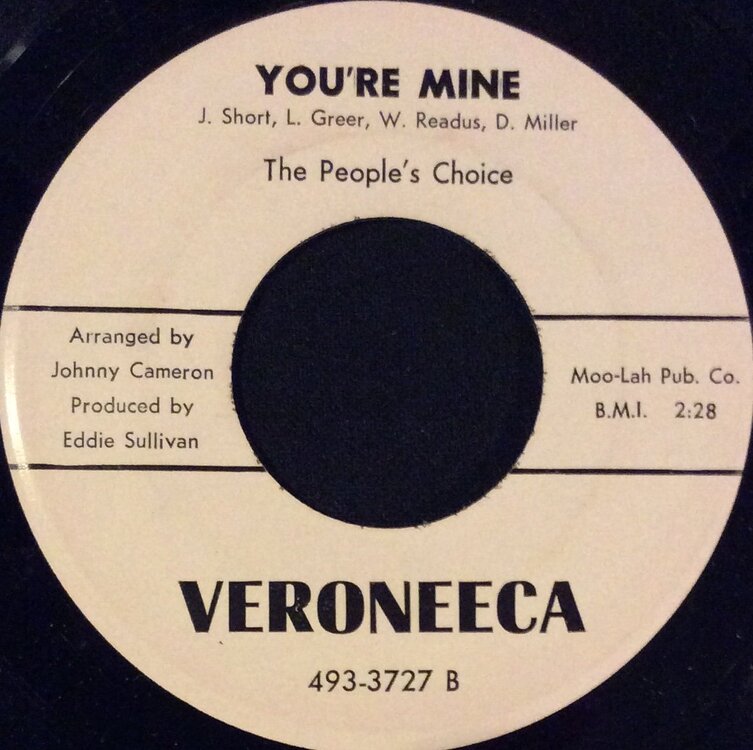 YOU'RE MINE
J. Short, L. Greer, W. Readus, D. Miller
The People's Choice
Arranged by
Johnny Cameron
Produced by
Eddie Sullivan
Moo-Lah Pub. Co.
B.M.I. 2:28
VERONEECA
493-3727 B